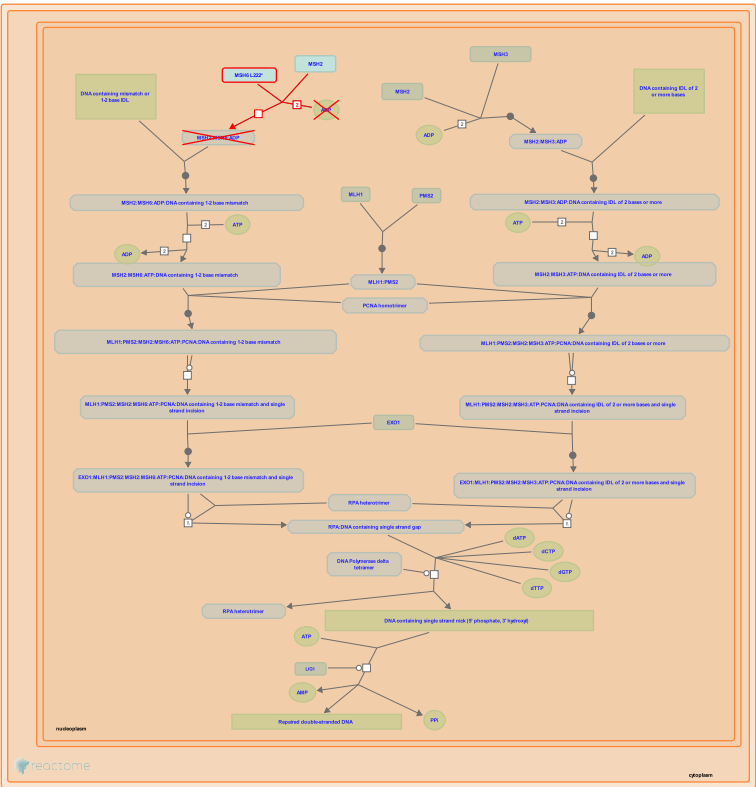 MSH3
MSH2
MSH6 L222*
DNA containing mismatch or
1-2 base IDL
DNA containing IDL of 2
or more bases
MSH2
2
2
ADP
MSH2:MSH3:ADP
MSH2:MSH6:ADP:DNA containing 1-2 base mismatch
MSH2:MSH3:ADP:DNA containing IDL of 2 bases or more
MLH1
PMS2
2
ATP
ATP
2
ADP
2
2
ADP
MSH2:MSH6:ATP:DNA containing 1-2 base mismatch
MSH2:MSH3:ATP:DNA containing IDL of 2 bases or more
MLH1:PMS2
PCNA homotrimer
MLH1:PMS2:MSH2:MSH6:ATP:PCNA:DNA containing 1-2 base mismatch
MLH1:PMS2:MSH2:MSH3:ATP:PCNA:DNA containing IDL of 2 bases or more
MLH1:PMS2:MSH2:MSH6:ATP:PCNA:DNA containing 1-2 base mismatch and single
strand incision
MLH1:PMS2:MSH2:MSH3:ATP:PCNA:DNA containing IDL of 2 or more bases and single
strand incision
EXO1
EXO1:MLH1:PMS2:MSH2:MSH6:ATP:PCNA:DNA containing 1-2 base mismatch and single
strand incision
EXO1:MLH1:PMS2:MSH2:MSH3:ATP:PCNA:DNA containing IDL of 2 or more bases and single
strand incision
RPA heterotrimer
RPA:DNA containing single strand gap
dATP
dCTP
DNA Polymerase delta
tetramer
dGTP
dTTP
RPA heterotrimer
DNA containing single strand nick (5' phosphate, 3' hydroxyl)
ATP
LIG1
AMP
Repaired double-stranded DNA
PPi
nucleoplasm
reactome
cytoplasm